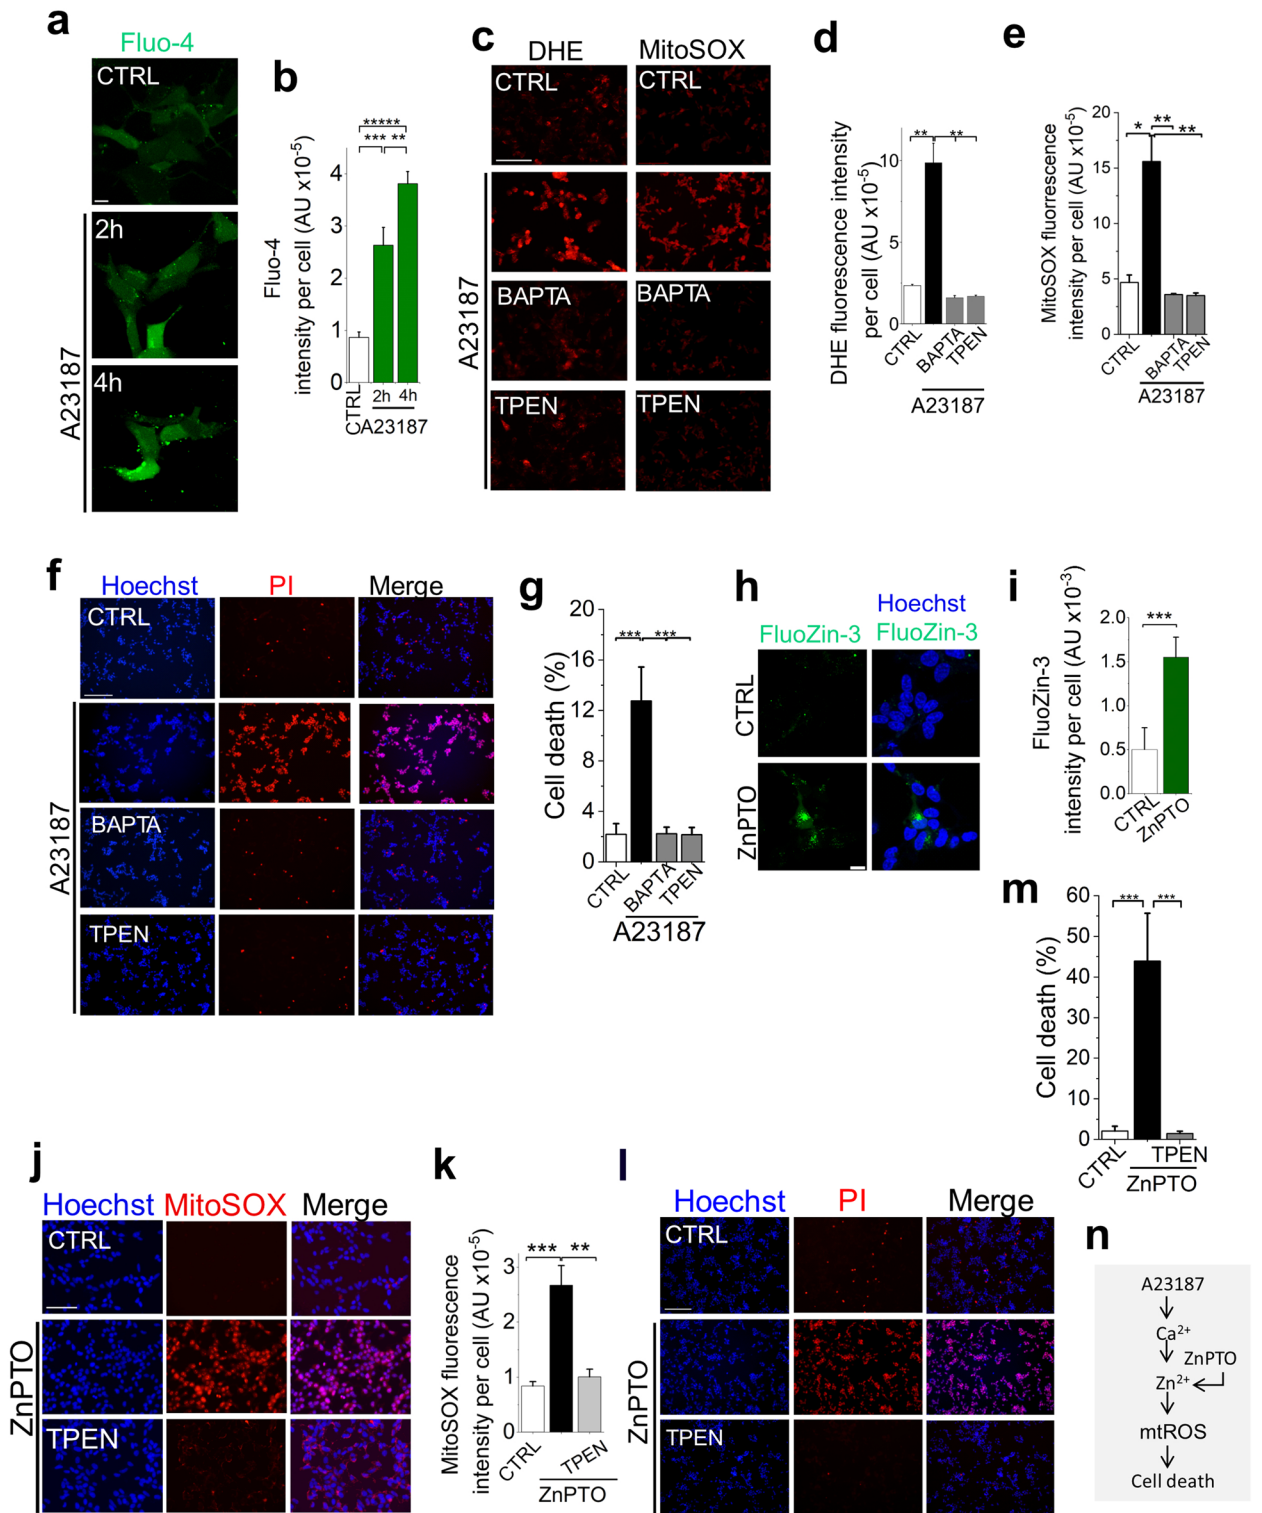 a
Fluo-4
CTRL
2h
4h
A23187
b
Fluo-4
intensity per cell (AU x10-5)
*****
*** **
4
3
2
1
0
CTRL
2h 4h
A23187
c
DHE MitoSOX
CTRL CTRL
BAPTA BAPTA
TPEN TPEN
A23187
d
DHE fluorescence intensity
per cell (AU x10-5)
** **
10
5
0
CTRL
BAPTA
TPEN
A23187
e
MitoSOX fluorescence
intensity per cell (AU x10-5)
* ** **
20
15
10
5
0
CTRL
BAPTA
TPEN
A23187
f
Hoechst PI Merge
CTRL
BAPTA
TPEN
A23187
g
Cell death (%)
*** ***
20
16
12
8
4
0
CTRL
BAPTA
TPEN
A23187
h
Hoechst
FluoZin-3 FluoZin-3
CTRL
ZnPTO
i
FluoZin-3
intensity per cell (AU x10-3)
***
2.0
1.5
1.0
0.5
0.0
CTRL
ZnPTO
m
Cell death (%)
*** ***
60
50
40
30
20
10
0
CTRL
TPEN
ZnPTO
j
Hoechst MitoSOX Merge
CTRL
TPEN
ZnPTO
k
MitoSOX fluorescence
intensity per cell (AU x10-5)
*** **
3
2
1
0
CTRL
TPEN
ZnPTO
l
Hoechst PI Merge
CTRL
TPEN
ZnPTO
n
A23187
Ca2+
ZnPTO
Zn2+
mtROS
Cell death